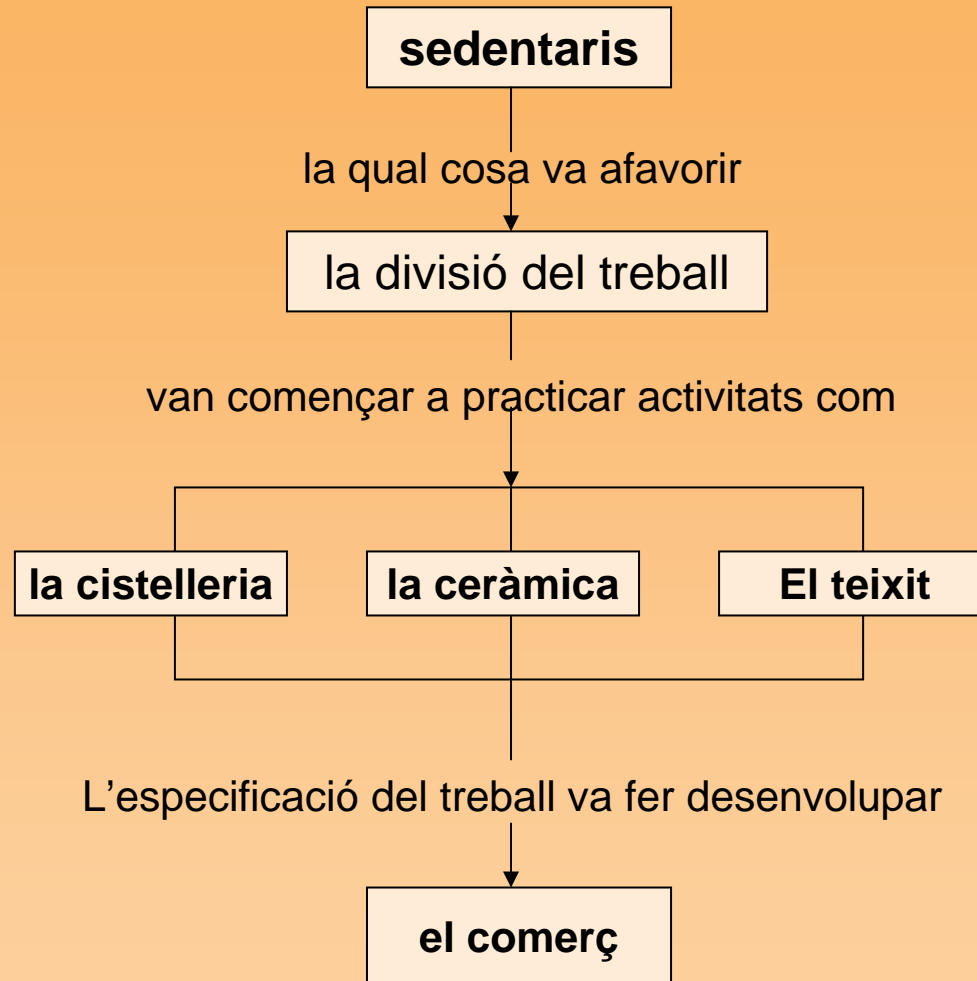 sedentaris
la qual cosa va afavorir
la divisió del treball
van començar a practicar activitats com
la cistelleria
la ceràmica
El teixit
L’especificació del treball va fer desenvolupar
el comerç